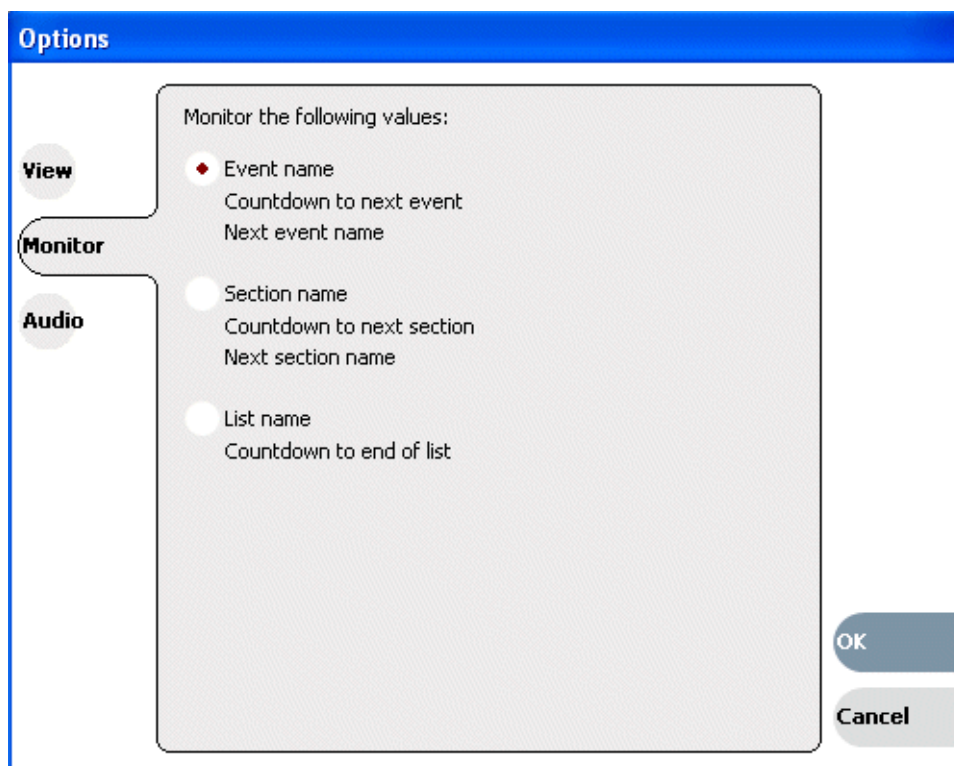 Options
View
Monitor
Audio
Monitor the following values:
Event name
Countdown to next event
Next event name
Section name
Countdown to next section
Next section name
List name
Countdown to end of list
OK
Cancel